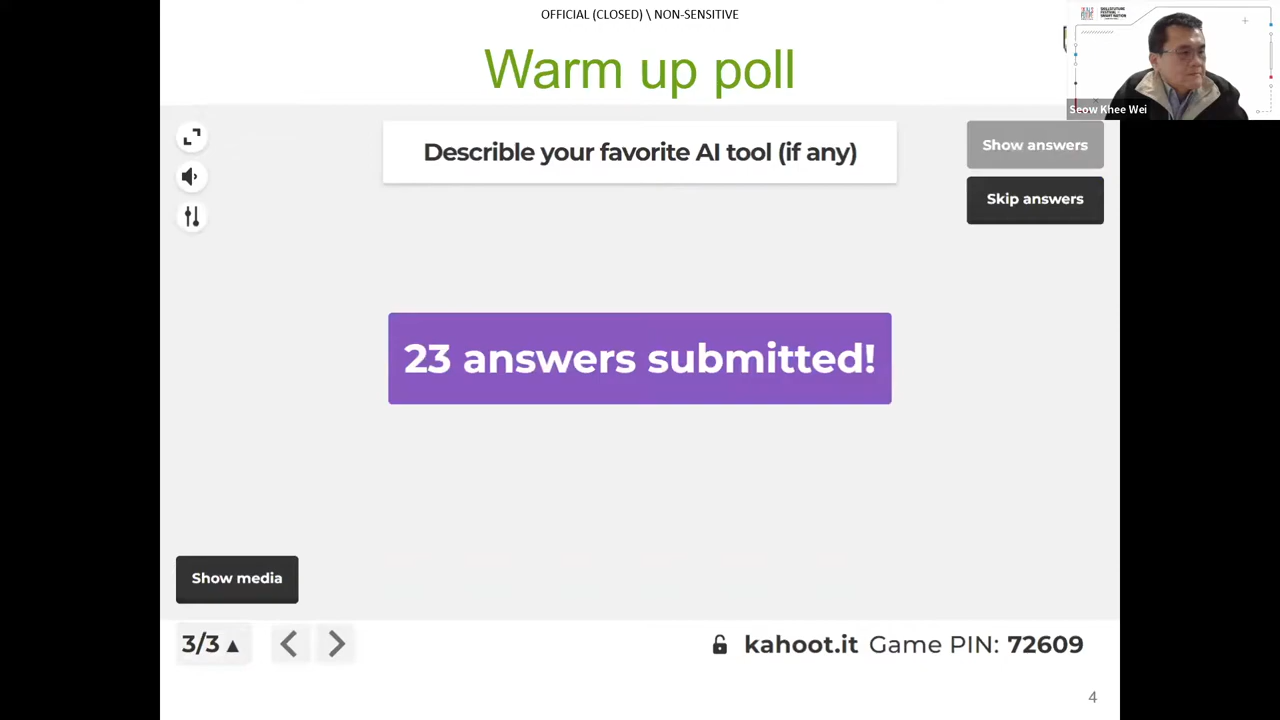 OFFICIAL (CLOSED) \ NON-SENSITIVE
Warm up poll
Seow Khee Wei
Describle your favorite AI tool (if any)
Show answers
Skip answers
23 answers submitted!
Show media
3/3 ▲
kahoot.it Game PIN: 72609
4